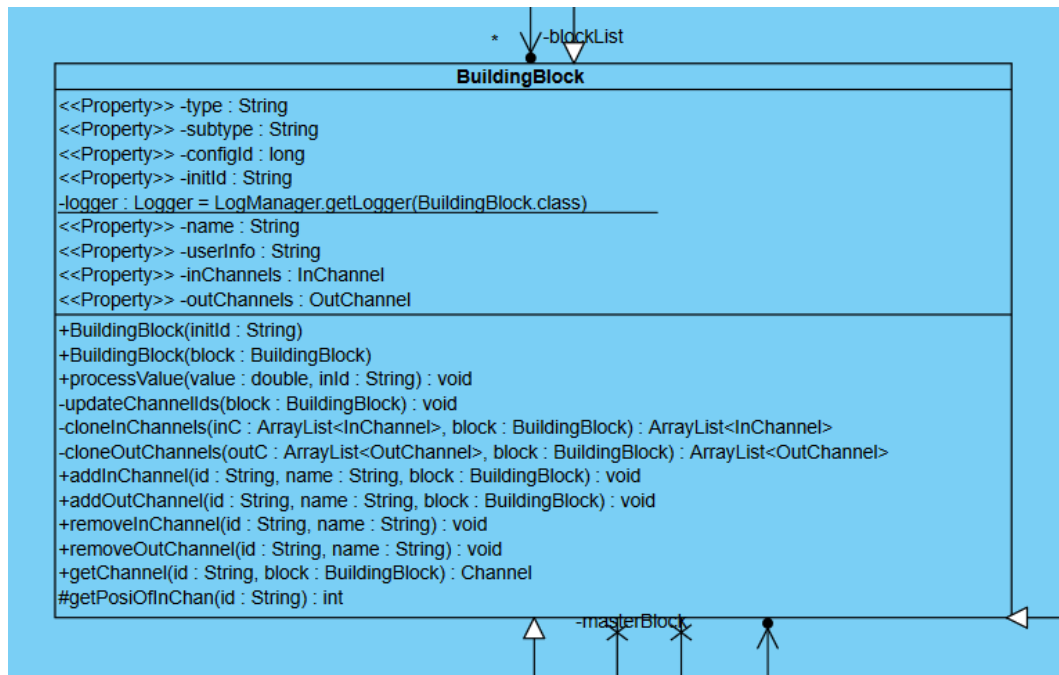 * -blockList
BuildingBlock
<<Property>> -type : String
<<Property>> -subtype : String
<<Property>> -configId : long
<<Property>> -initId : String
-logger : Logger = LogManager.getLogger(BuildingBlock.class)
<<Property>> -name : String
<<Property>> -userInfo : String
<<Property>> -inChannels : InChannel
<<Property>> -outChannels : OutChannel
+BuildingBlock(initId : String)
+BuildingBlock(block : BuildingBlock)
+processValue(value : double, inId : String) : void
-updateChannelIds(block : BuildingBlock) : void
-cloneInChannels(inC : ArrayList<InChannel>, block : BuildingBlock) : ArrayList<InChannel>
-cloneOutChannels(outC : ArrayList<OutChannel>, block : BuildingBlock) : ArrayList<OutChannel>
+addInChannel(id : String, name : String, block : BuildingBlock) : void
+addOutChannel(id : String, name : String, block : BuildingBlock) : void
+removeInChannel(id : String, name : String) : void
+removeOutChannel(id : String, name : String) : void
+getChannel(id : String, block : BuildingBlock) : Channel
#getPosiOfInChan(id : String) : int
-masterBlock